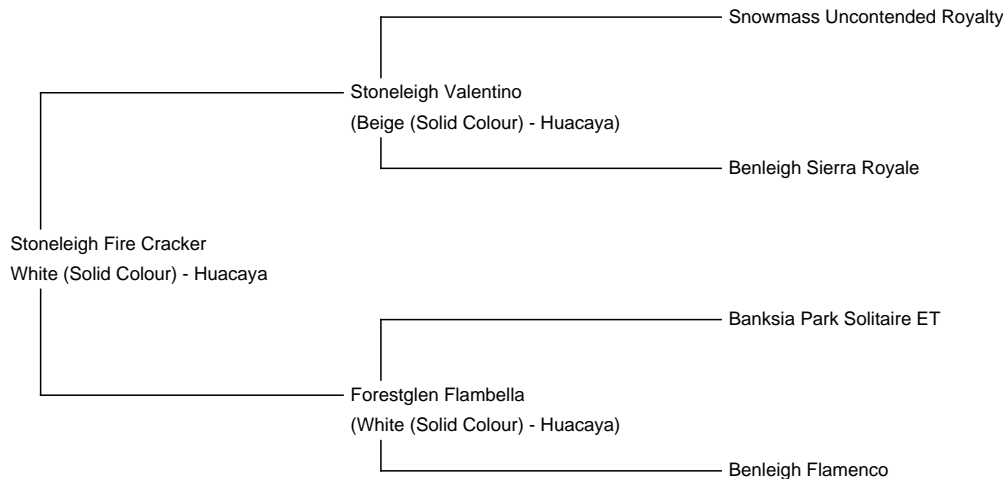 Snowmass Uncontended Royalty
Stoneleigh Valentino
(Beige (Solid Colour) - Huacaya)
Benleigh Sierra Royale
Stoneleigh Fire Cracker
White (Solid Colour) - Huacaya
Banksia Park Solitaire ET
Forestglen Flambella
(White (Solid Colour) - Huacaya)
Benleigh Flamenco